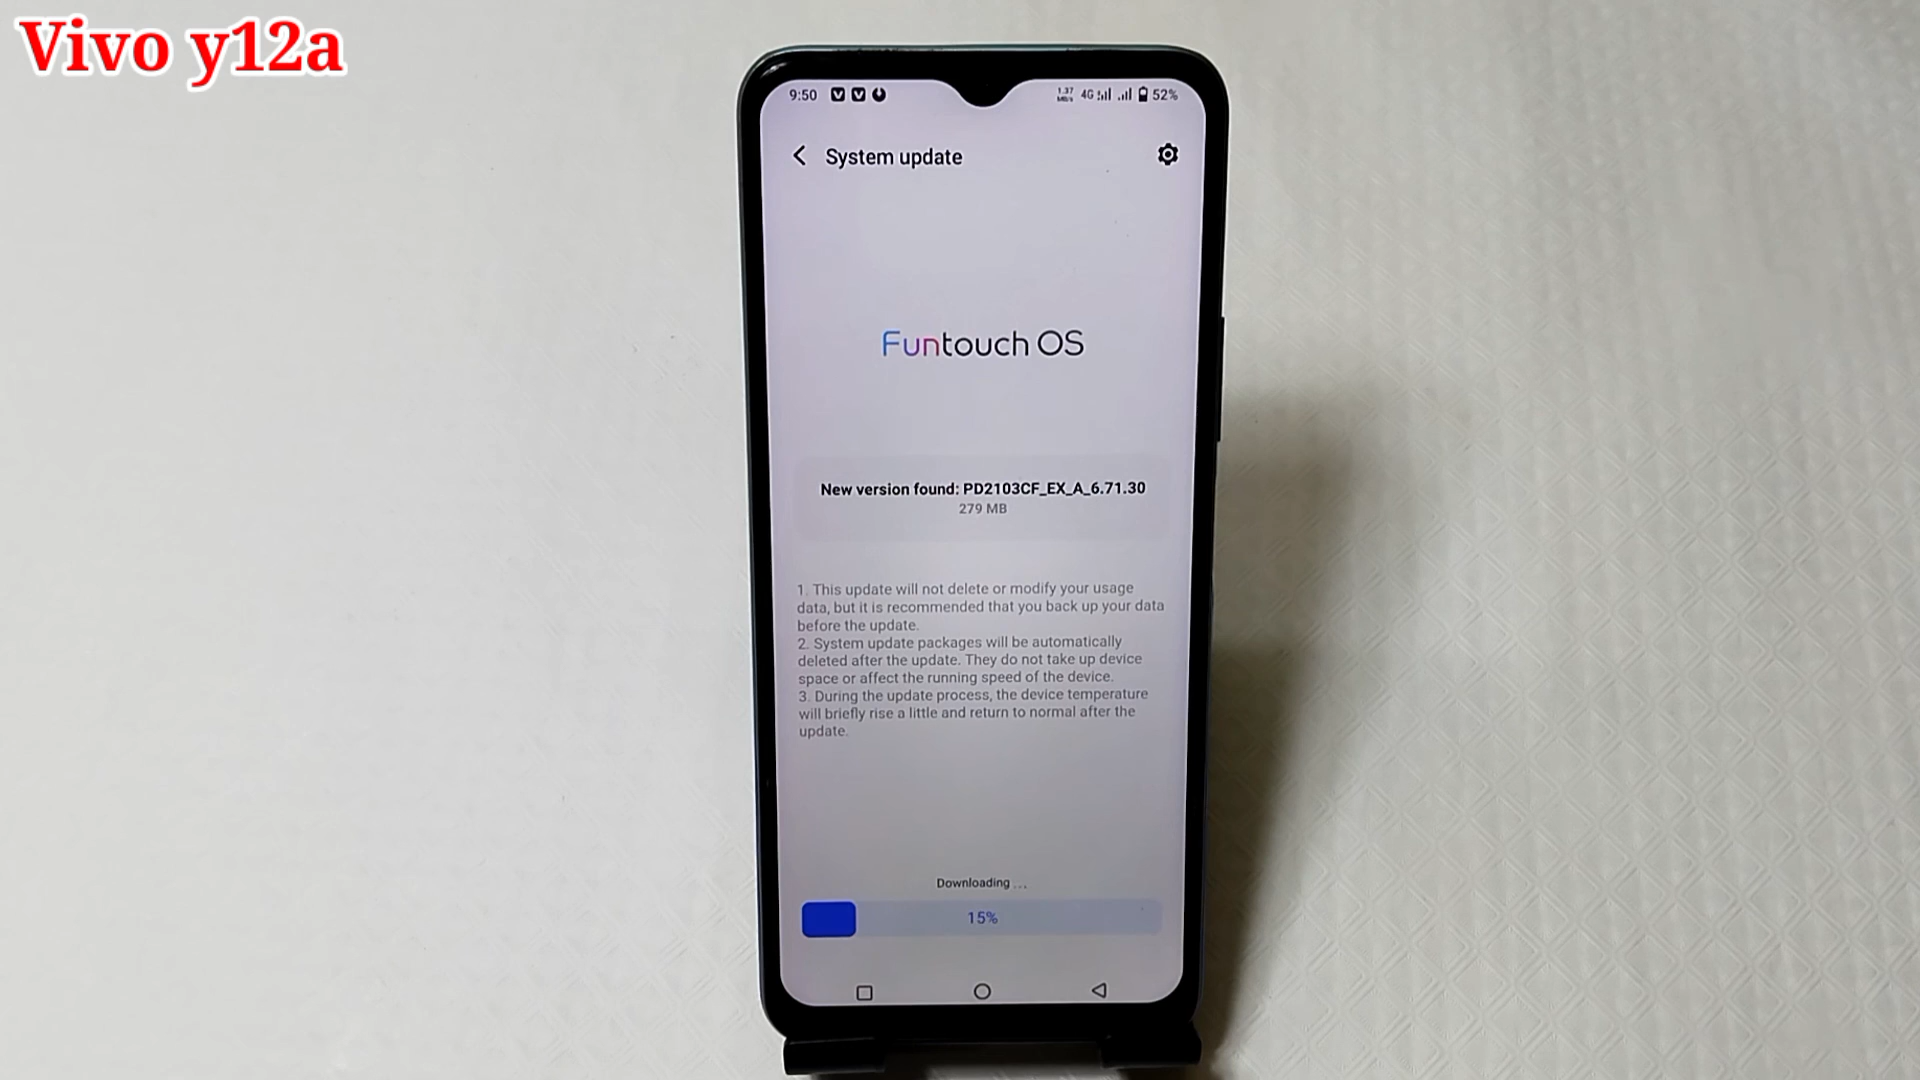 Vivo y12a
9:50 1.37 MB/s 4G 52%
System update
Funtouch OS
New version found: PD2103CF_EX_A_6.71.30
279 MB
1. This update will not delete or modify your usage
data, but it is recommended that you back up your data
before the update.
2. System update packages will be automatically
deleted after the update. They do not take up device
space or affect the running speed of the device.
3. During the update process, the device temperature
will briefly rise a little and return to normal after the
update.
Downloading ...
15%